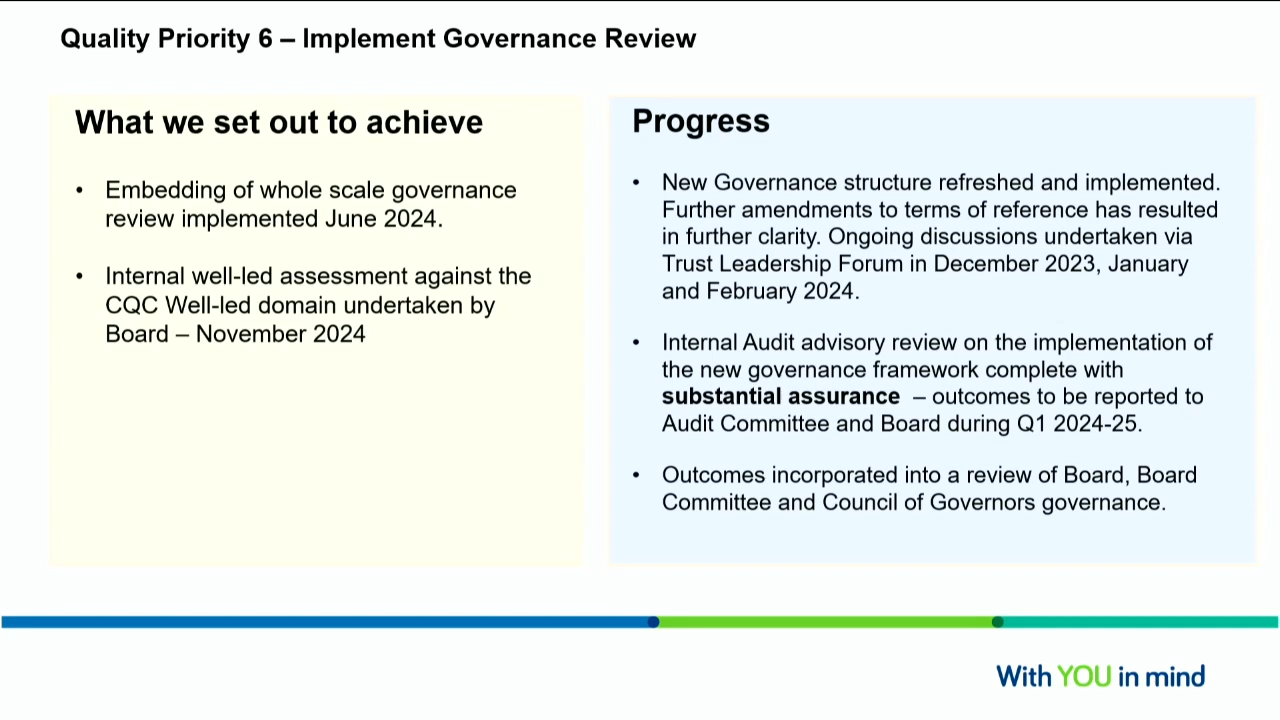 Quality Priority 6 – Implement Governance Review
What we set out to achieve
• Embedding of whole scale governance
review implemented June 2024.
• Internal well-led assessment against the
CQC Well-led domain undertaken by
Board – November 2024
Progress
• New Governance structure refreshed and implemented.
Further amendments to terms of reference has resulted
in further clarity. Ongoing discussions undertaken via
Trust Leadership Forum in December 2023, January
and February 2024.
• Internal Audit advisory review on the implementation of
the new governance framework complete with
substantial assurance – outcomes to be reported to
Audit Committee and Board during Q1 2024-25.
• Outcomes incorporated into a review of Board, Board
Committee and Council of Governors governance.
With YOU in mind